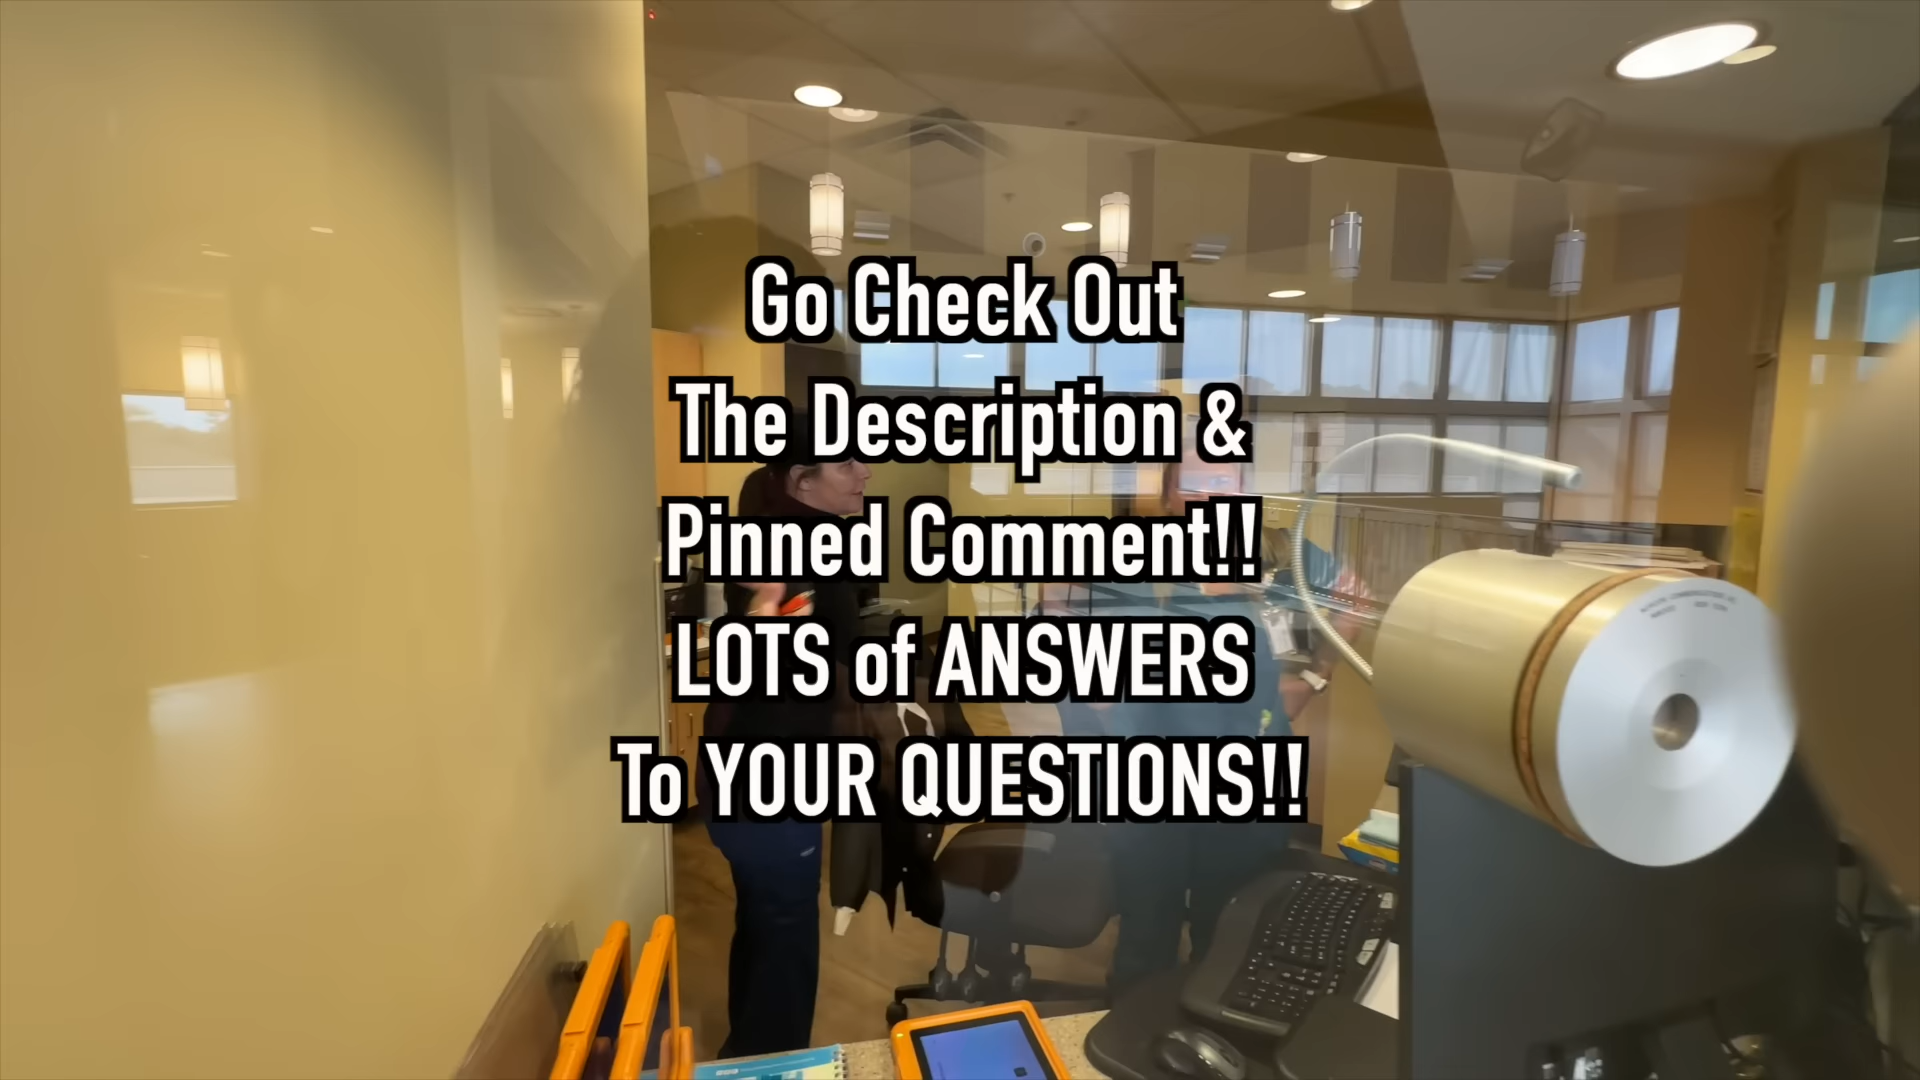 Go Check Out
The Description &
Pinned Comment!!
LOTS of ANSWERS
To YOUR QUESTIONS!!